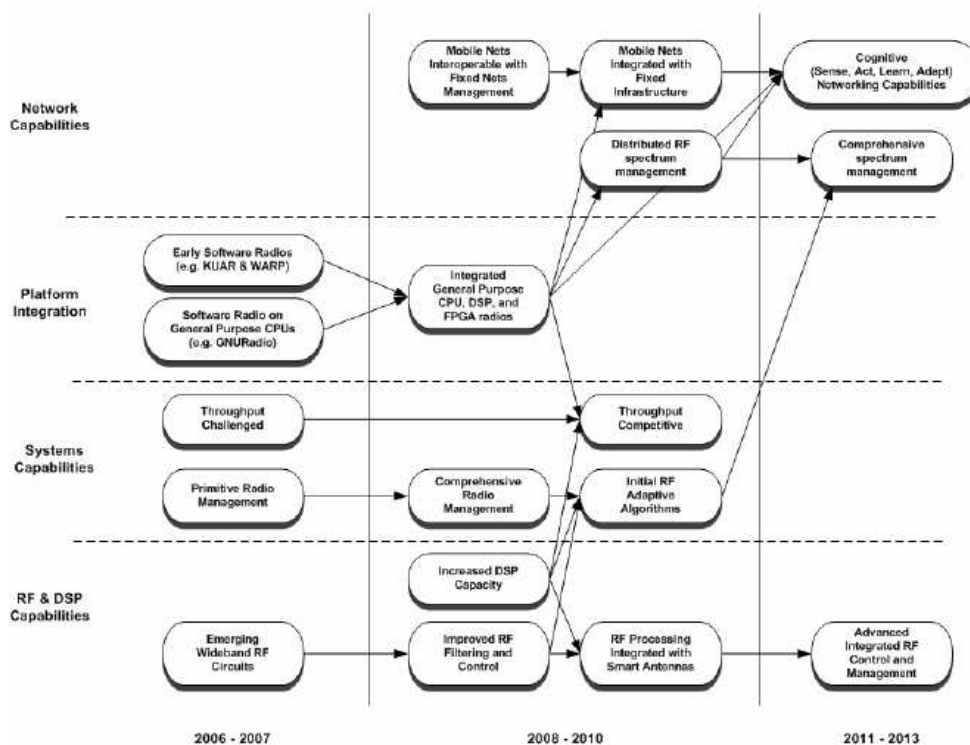 Network
Capabilities
Mobile Nets
Interoperable with
Fixed Nets
Management
Mobile Nets
Integrated with
Fixed
Infrastructure
Cognitive
(Sense, Act, Learn, Adapt)
Networking Capabilities
Distributed RF
spectrum
management
Comprehensive
spectrum
management
Platform
Integration
Early Software Radios
(e.g. KUAR & WARP)
Software Radio on
General Purpose CPUs
(e.g. GNURadio)
Integrated
General Purpose
CPU, DSP, and
FPGA radios
Systems
Capabilities
Throughput
Challenged
Throughput
Competitive
Primitive Radio
Management
Comprehensive
Radio
Management
Initial RF
Adaptive
Algorithms
RF & DSP
Capabilities
Increased DSP
Capacity
Emerging
Wideband RF
Circuits
Improved RF
Filtering and
Control
RF Processing
Integrated with
Smart Antennas
Advanced
Integrated RF
Control and
Management
2006 - 2007
2008 - 2010
2011 - 2013